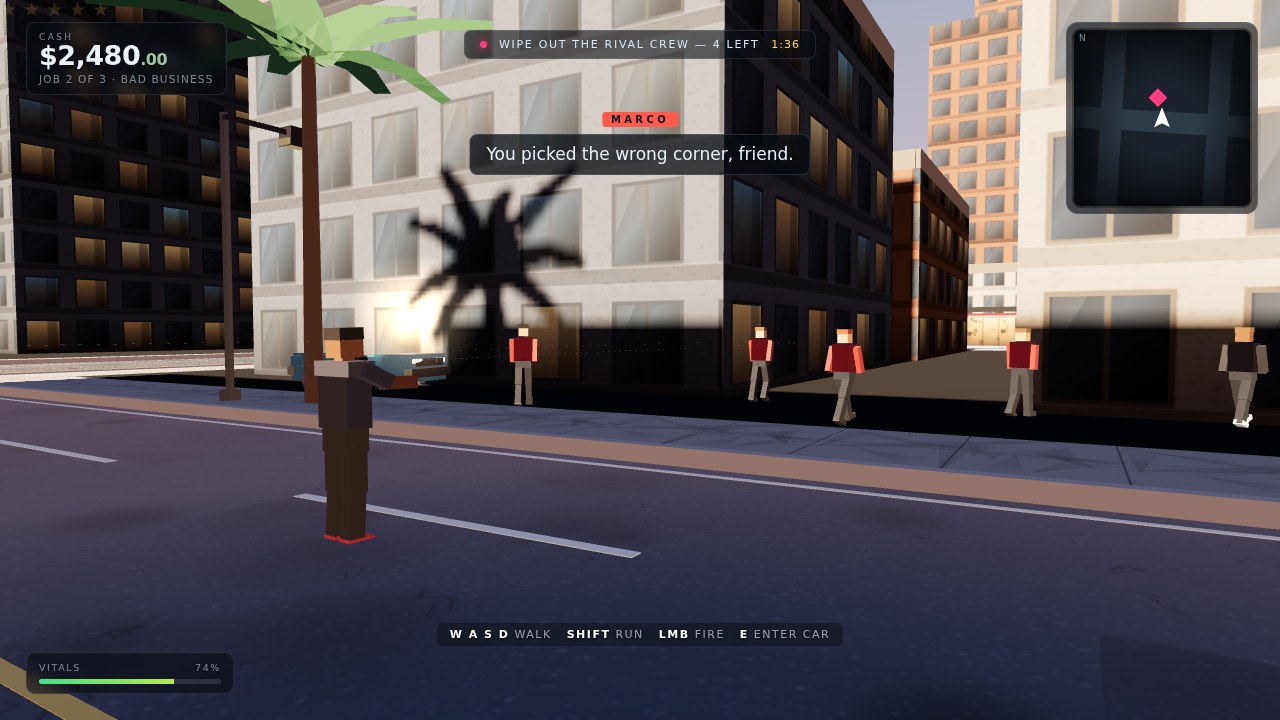 CASH
$2,480.00
JOB 2 OF 3 · BAD BUSINESS
WIPE OUT THE RIVAL CREW — 4 LEFT 1:36
N
MARCO
You picked the wrong corner, friend.
W A S D WALK SHIFT RUN LMB FIRE E ENTER CAR
VITALS 74%